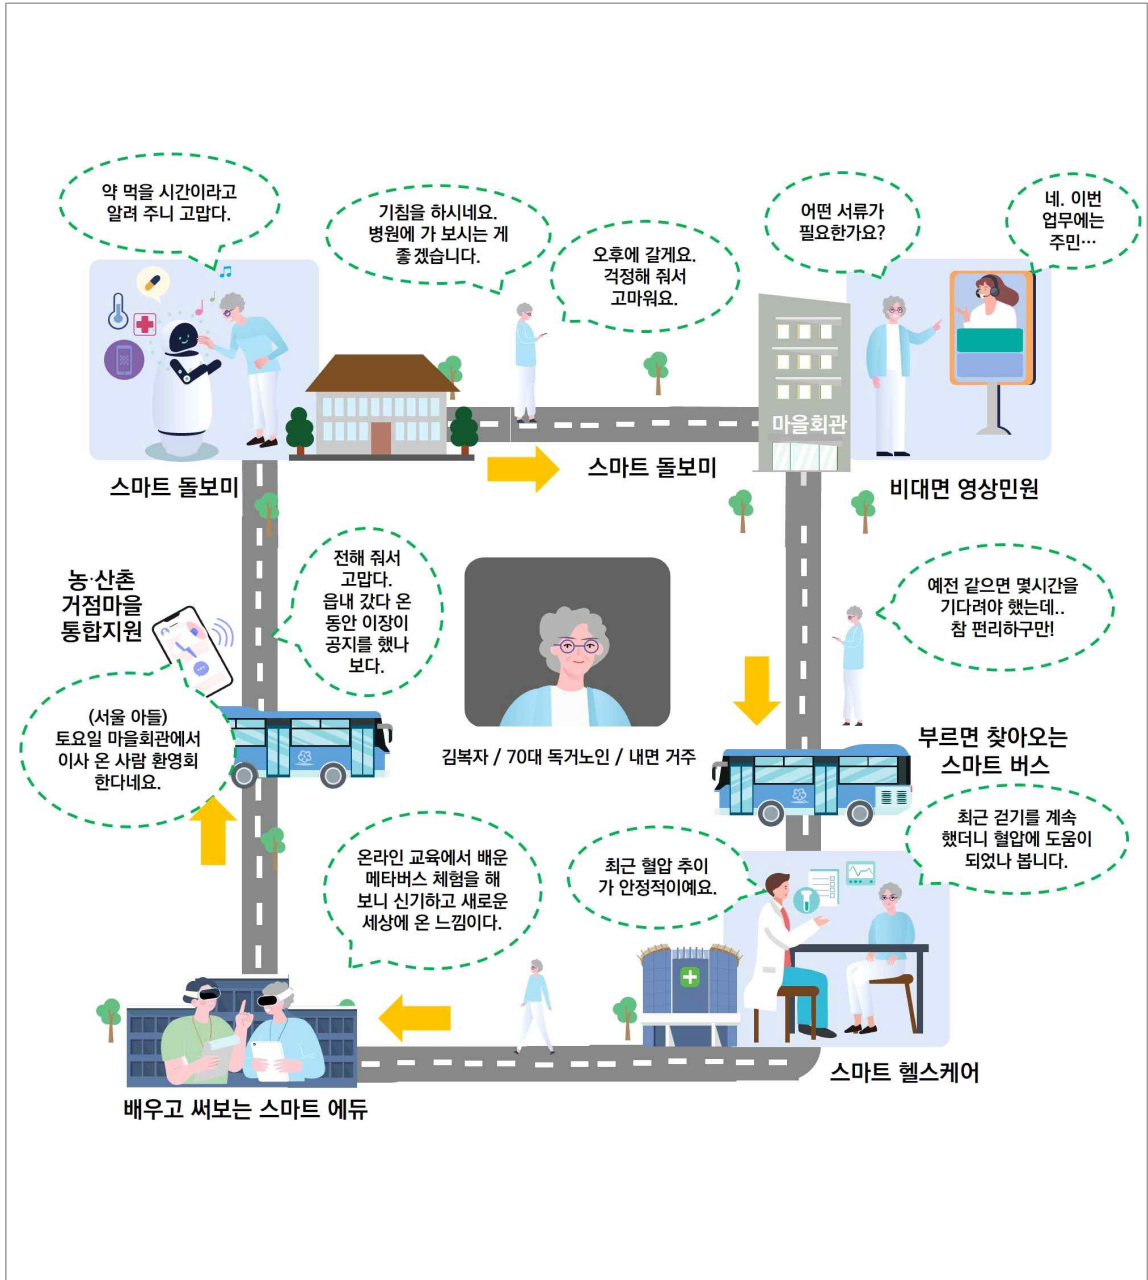 약 먹을 시간이라고
알려 주니 고맙다.
기침을 하시네요.
병원에 가 보시는 게
좋겠습니다.
오후에 갈게요.
걱정해 줘서
고마워요.
어떤 서류가
필요한가요?
네. 이번
업무에는
주민…
마을회관
스마트 돌보미
스마트 돌보미
비대면 영상민원
예전 같으면 몇시간을
기다려야 했는데..
참 편리하구만!
부르면 찾아오는
스마트 버스
김복자 / 70대 독거노인 / 내면 거주
최근 혈압 추이
가 안정적이예요.
최근 걷기를 계속
했더니 혈압에 도움이
되었나 봅니다.
스마트 헬스케어
온라인 교육에서 배운
메타버스 체험을 해
보니 신기하고 새로운
세상에 온 느낌이다.
배우고 써보는 스마트 에듀
농·산촌
거점마을
통합지원
(서울 아들)
토요일 마을회관에서
이사 온 사람 환영회
한다네요.
전해 줘서
고맙다.
읍내 갔다 온
동안 이장이
공지를 했나
보다.